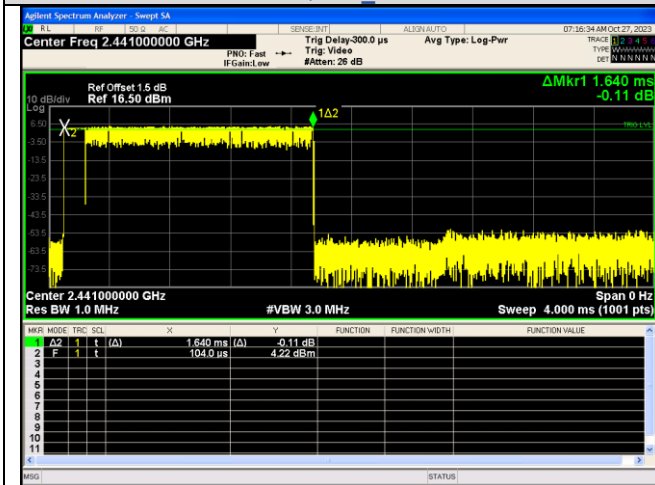 Agilent Spectrum Analyzer - Swept SA
RL RF 50 Ω AC SENSE:INT ALIGN AUTO 07:16:34 AM Oct 27, 2023
Center Freq 2.441000000 GHz
PNO: Fast
IFGain:Low
Trig Delay-300.0 µs
Trig: Video
#Atten: 26 dB
Avg Type: Log-Pwr
TRACE 1 2 3 4 5
TYPE
DET N N N N N N
ΔMkr1 1.640 ms
-0.11 dB
Ref Offset 1.5 dB
Ref 16.50 dBm
10 dB/div
Log
1Δ2
TRIG LVL
X2
6.50
-3.50
-13.5
-23.5
-33.5
-43.5
-53.5
-63.5
-73.5
Center 2.441000000 GHz Span 0 Hz
Res BW 1.0 MHz #VBW 3.0 MHz Sweep 4.000 ms (1001 pts)
MKR MODE TRC SCL X Y FUNCTION FUNCTION WIDTH FUNCTION VALUE
1 Δ2 1 t (Δ) 1.640 ms (Δ) -0.11 dB
2 F 1 t 104.0 µs 4.22 dBm
3
4
5
6
7
8
9
10
11
MSG STATUS